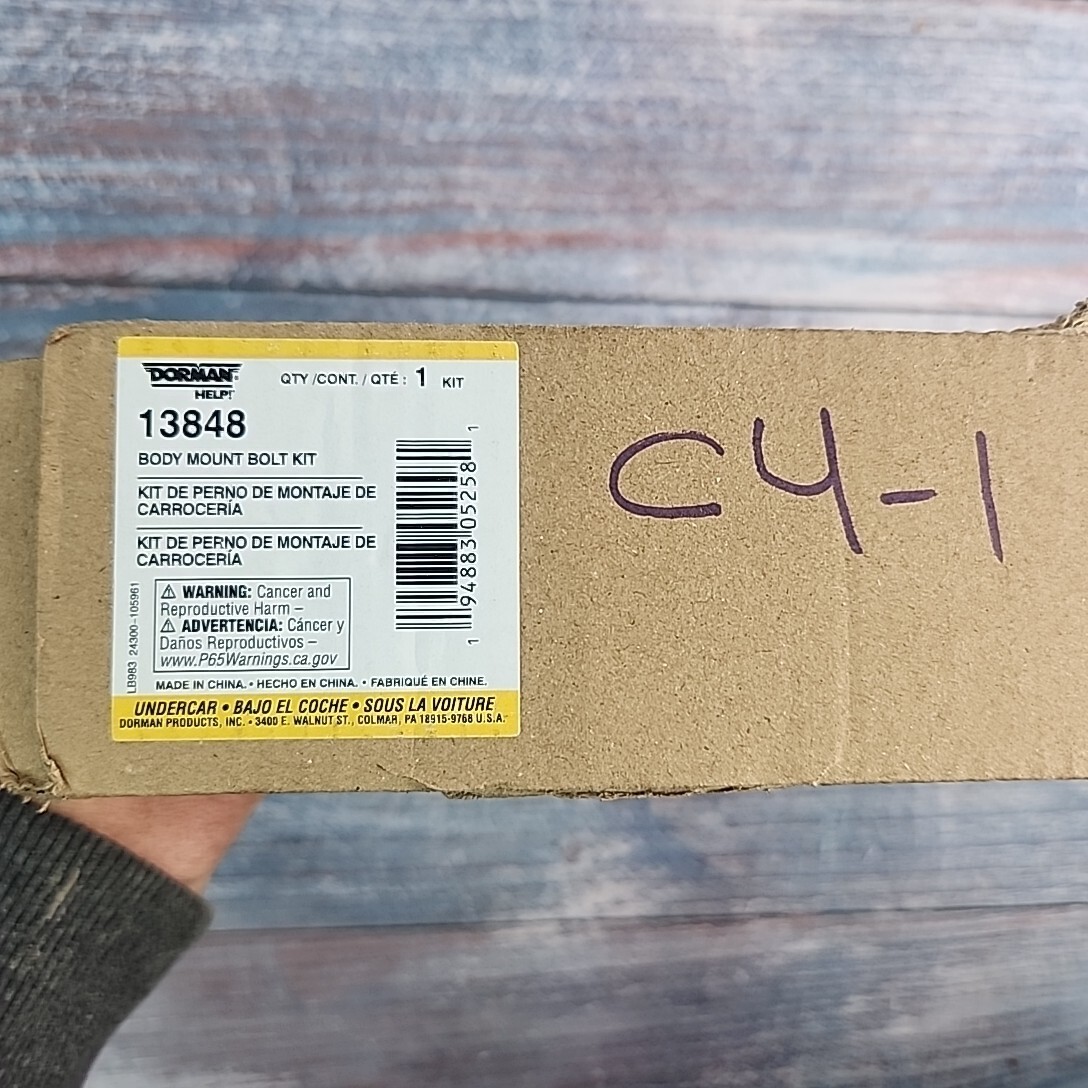 DORMAN®
HELP!®
QTY /CONT. / QTÉ : 1 KIT
13848
BODY MOUNT BOLT KIT
KIT DE PERNO DE MONTAJE DE
CARROCERÍA
KIT DE PERNO DE MONTAJE DE
CARROCERÍA
⚠ WARNING: Cancer and
Reproductive Harm –
⚠ ADVERTENCIA: Cáncer y
Daños Reproductivos –
www.P65Warnings.ca.gov
LB983 24300-105961
1 94883 05258 1
MADE IN CHINA. • HECHO EN CHINA. • FABRIQUÉ EN CHINE.
UNDERCAR • BAJO EL COCHE • SOUS LA VOITURE
DORMAN PRODUCTS, INC. • 3400 E. WALNUT ST., COLMAR, PA 18915-9768 U.S.A.
C4-1